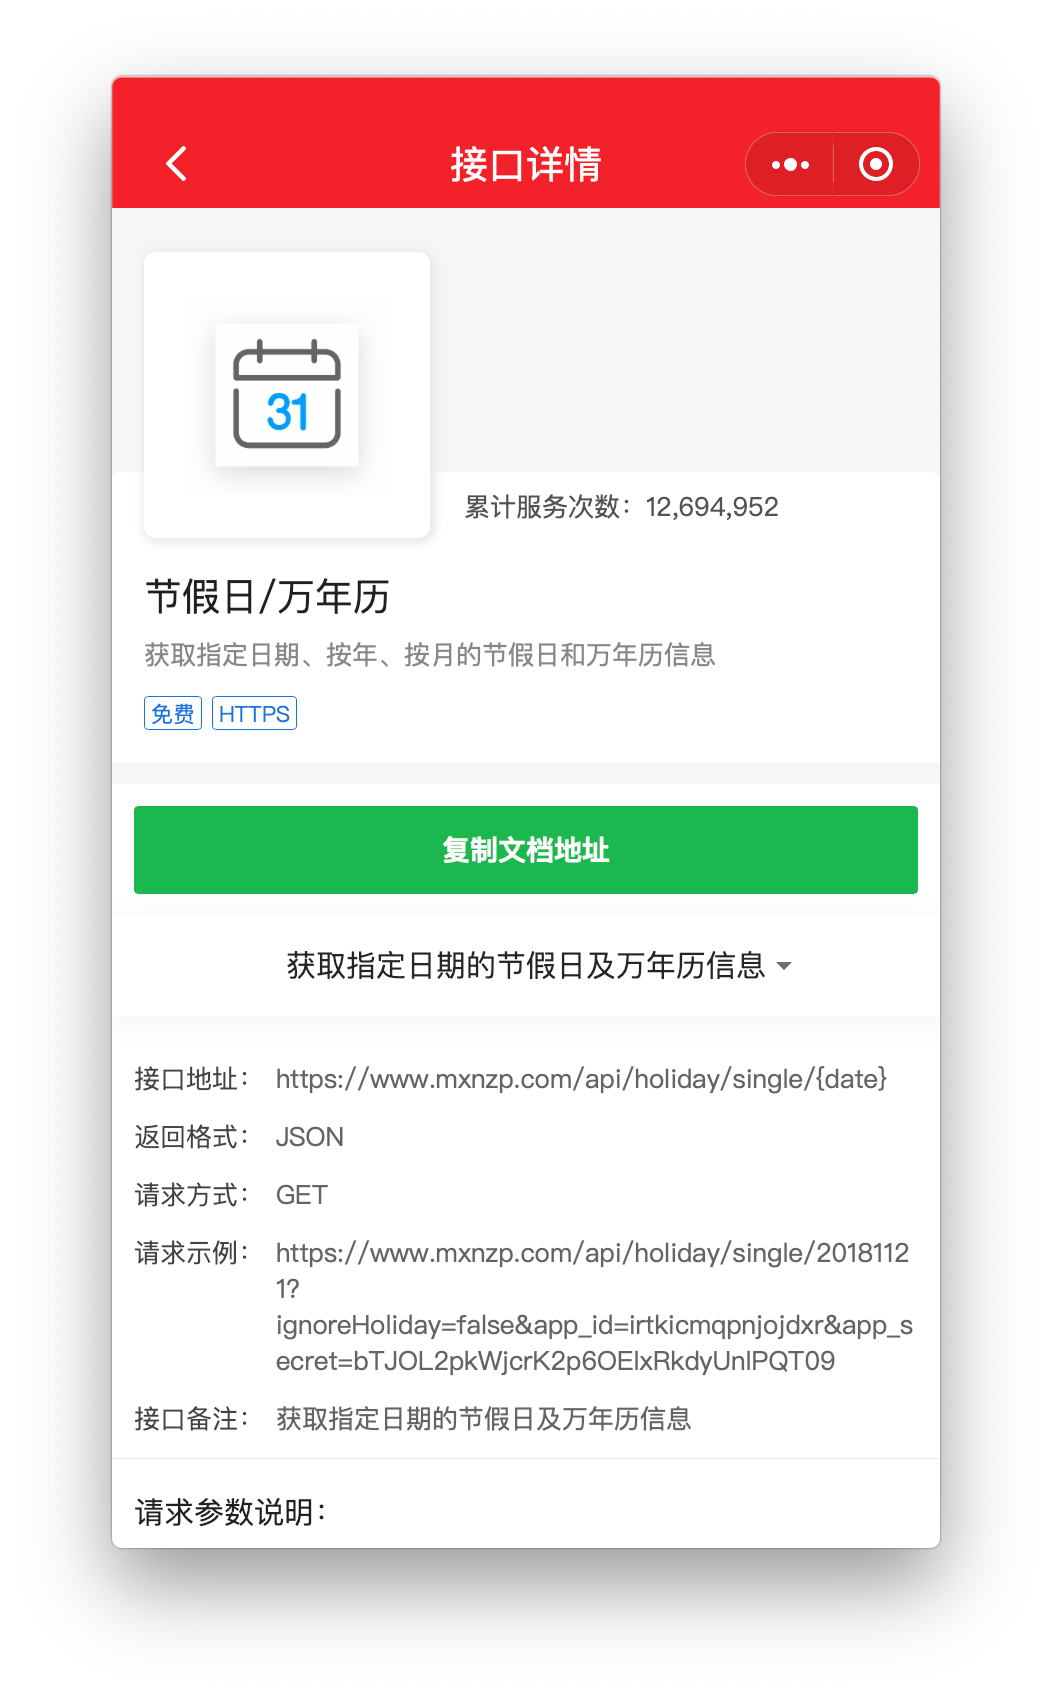 接口详情
31
累计服务次数：12,694,952
节假日/万年历
获取指定日期、按年、按月的节假日和万年历信息
免费 HTTPS
复制文档地址
获取指定日期的节假日及万年历信息
接口地址： https://www.mxnzp.com/api/holiday/single/{date}
返回格式： JSON
请求方式： GET
请求示例： https://www.mxnzp.com/api/holiday/single/2018112
1?
ignoreHoliday=false&app_id=irtkicmqpnjojdxr&app_s
ecret=bTJOL2pkWjcrK2p6OElxRkdyUnlPQT09
接口备注： 获取指定日期的节假日及万年历信息
请求参数说明：